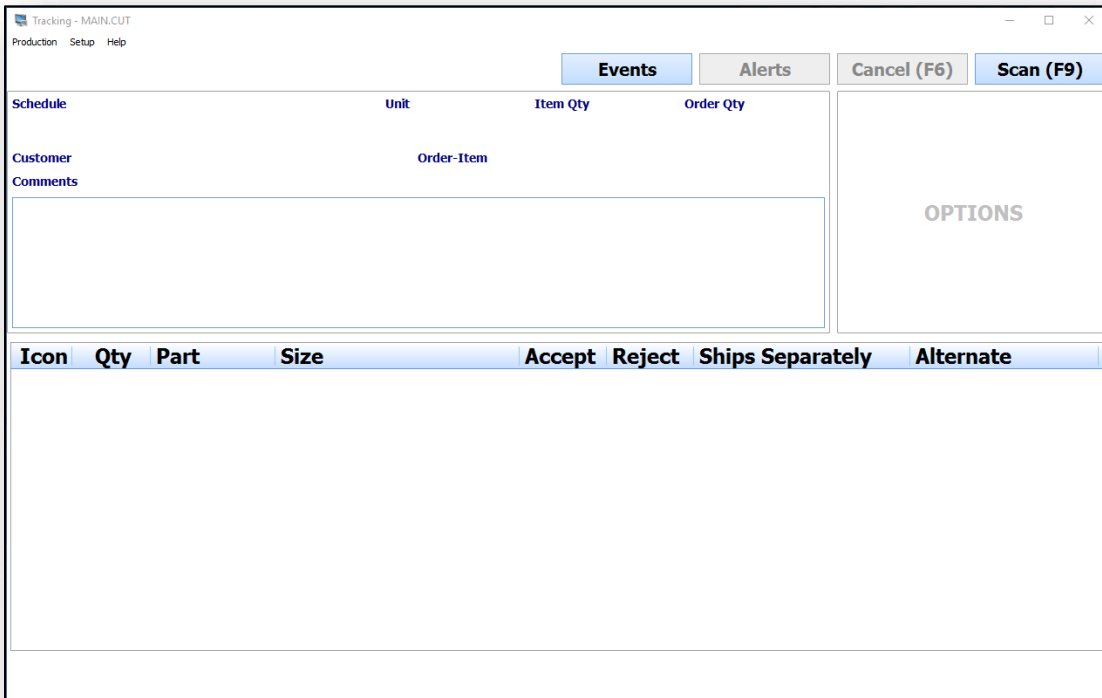 Tracking - MAIN.CUT
Production Setup Help
Events Alerts Cancel (F6) Scan (F9)
Schedule Unit Item Qty Order Qty
Customer Order-Item
Comments
OPTIONS
Icon Qty Part Size Accept Reject Ships Separately Alternate